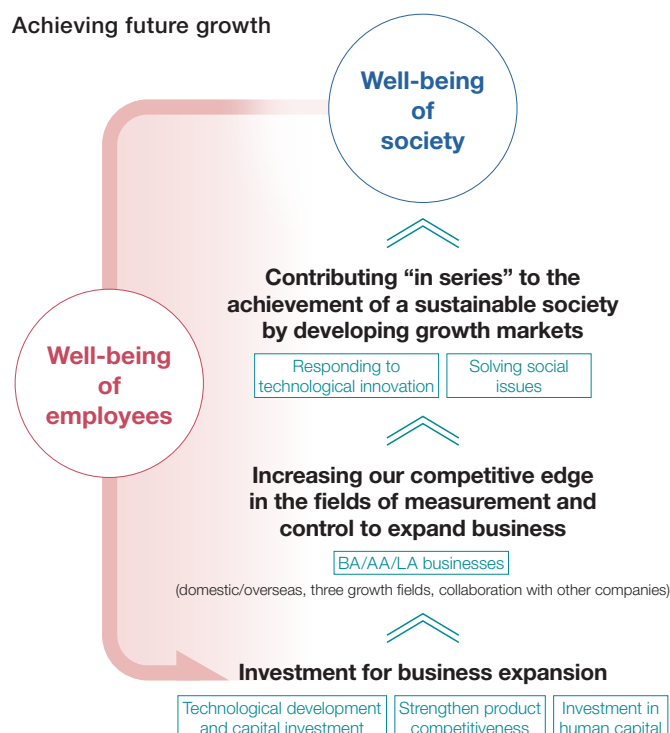 Achieving future growth
Well-being
of
society
Contributing “in series” to the
achievement of a sustainable society
by developing growth markets
Responding to
technological innovation
Solving social
issues
Well-being
of
employees
Increasing our competitive edge
in the fields of measurement and
control to expand business
BA/AA/LA businesses
(domestic/overseas, three growth fields, collaboration with other companies)
Investment for business expansion
Technological development
and capital investment
Strengthen product
competitiveness
Investment in
human capital